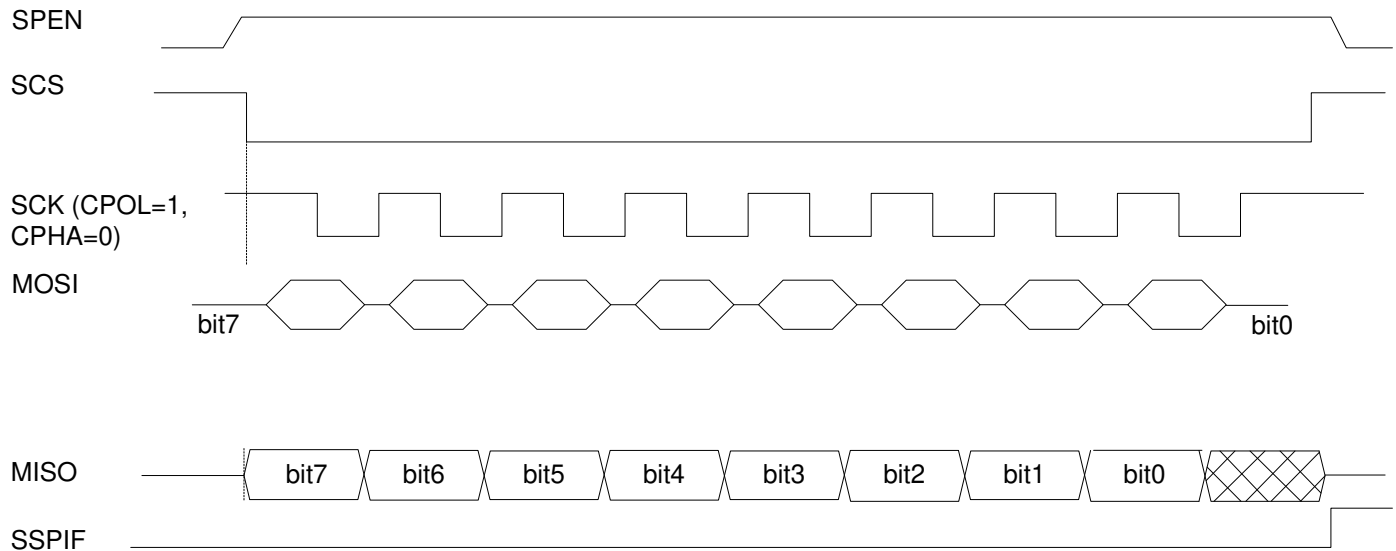 SPEN
SCS
SCK (CPOL=1,
CPHA=0)
MOSI
bit7
bit0
MISO
bit7
bit6
bit5
bit4
bit3
bit2
bit1
bit0
SSPIF